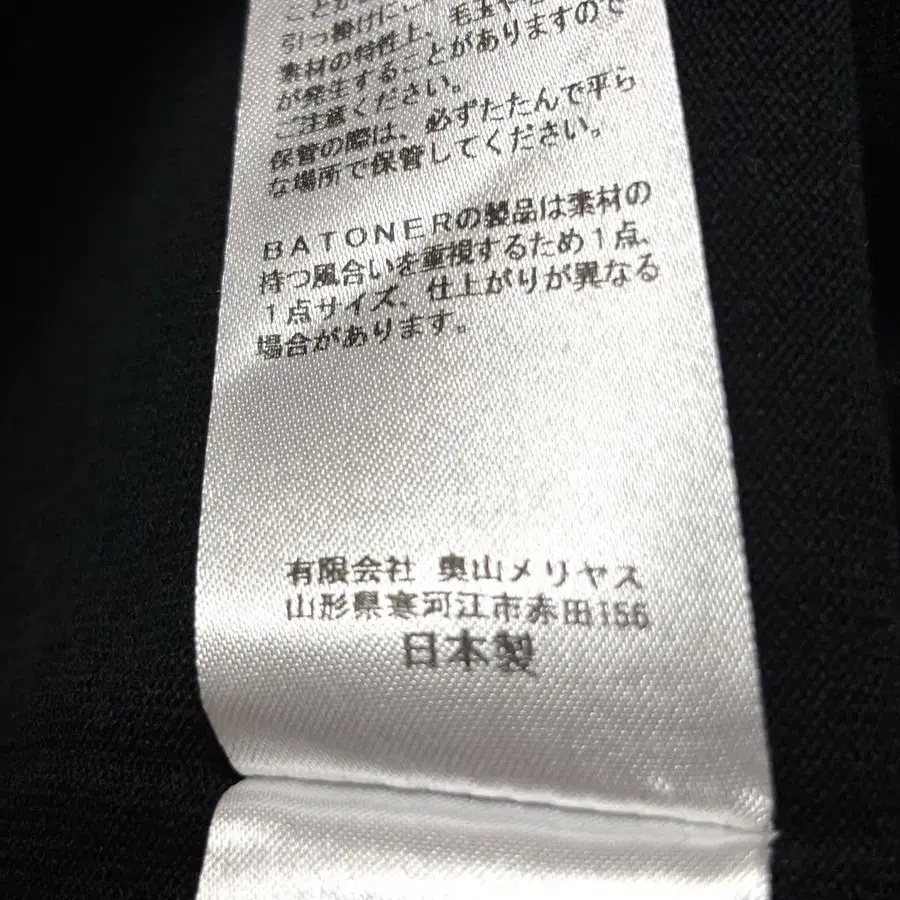 ことが
引っ掛けに
素材の特性上、毛玉や
が発生することがありますので
ご注意ください。
保管の際は、必ずたたんで平ら
な場所で保管してください。
BATONERの製品は素材の
持つ風合いを重視するため1点、
1点サイズ、仕上がりが異なる
場合があります。
有限会社 奥山メリヤス
山形県寒河江市赤田156
日本製